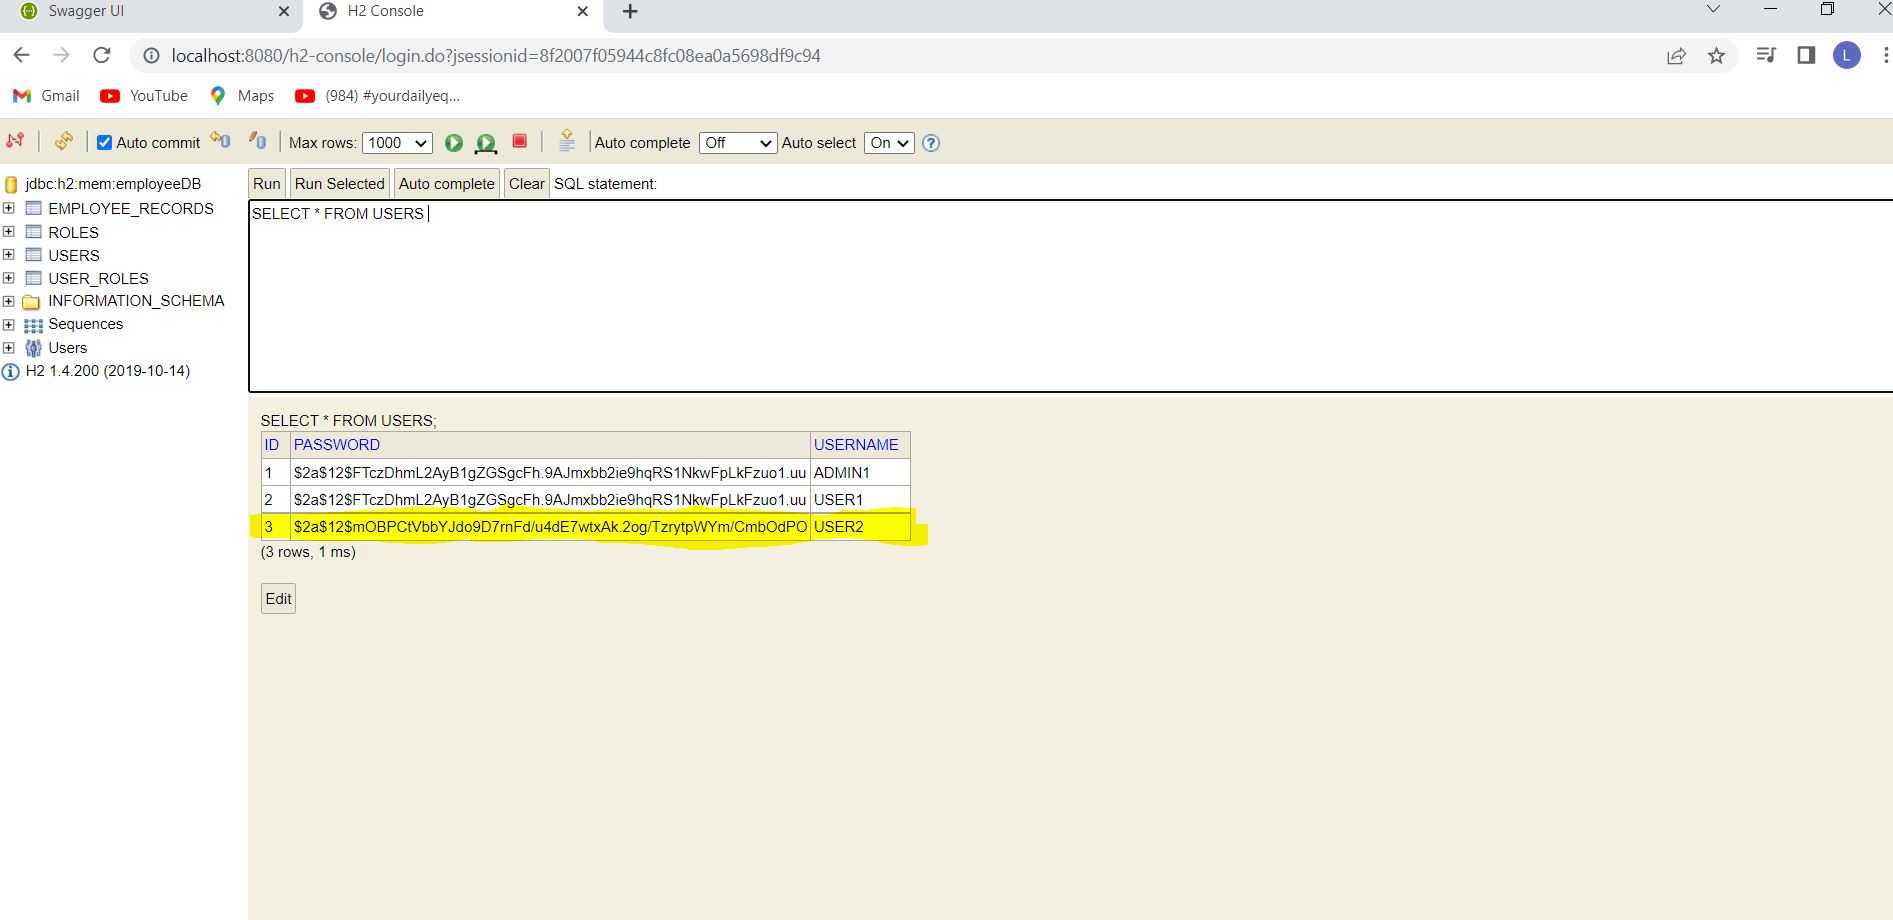 Swagger UI
H2 Console
localhost:8080/h2-console/login.do?jsessionid=8f2007f05944c8fc08ea0a5698df9c94
L
Gmail YouTube Maps (984) #yourdailyeq...
Auto commit Max rows: 1000 Auto complete Off Auto select On ?
jdbc:h2:mem:employeeDB
EMPLOYEE_RECORDS
ROLES
USERS
USER_ROLES
INFORMATION_SCHEMA
Sequences
Users
H2 1.4.200 (2019-10-14)
Run Run Selected Auto complete Clear SQL statement:
SELECT * FROM USERS
SELECT * FROM USERS;
ID PASSWORD USERNAME
1 $2a$12$FTczDhmL2AyB1gZGSgcFh.9AJmxbb2ie9hqRS1NkwFpLkFzuo1.uu ADMIN1
2 $2a$12$FTczDhmL2AyB1gZGSgcFh.9AJmxbb2ie9hqRS1NkwFpLkFzuo1.uu USER1
3 $2a$12$mOBPCtVbbYJdo9D7rnFd/u4dE7wtxAk.2og/TzrytpWYm/CmbOdPO USER2
(3 rows, 1 ms)
Edit